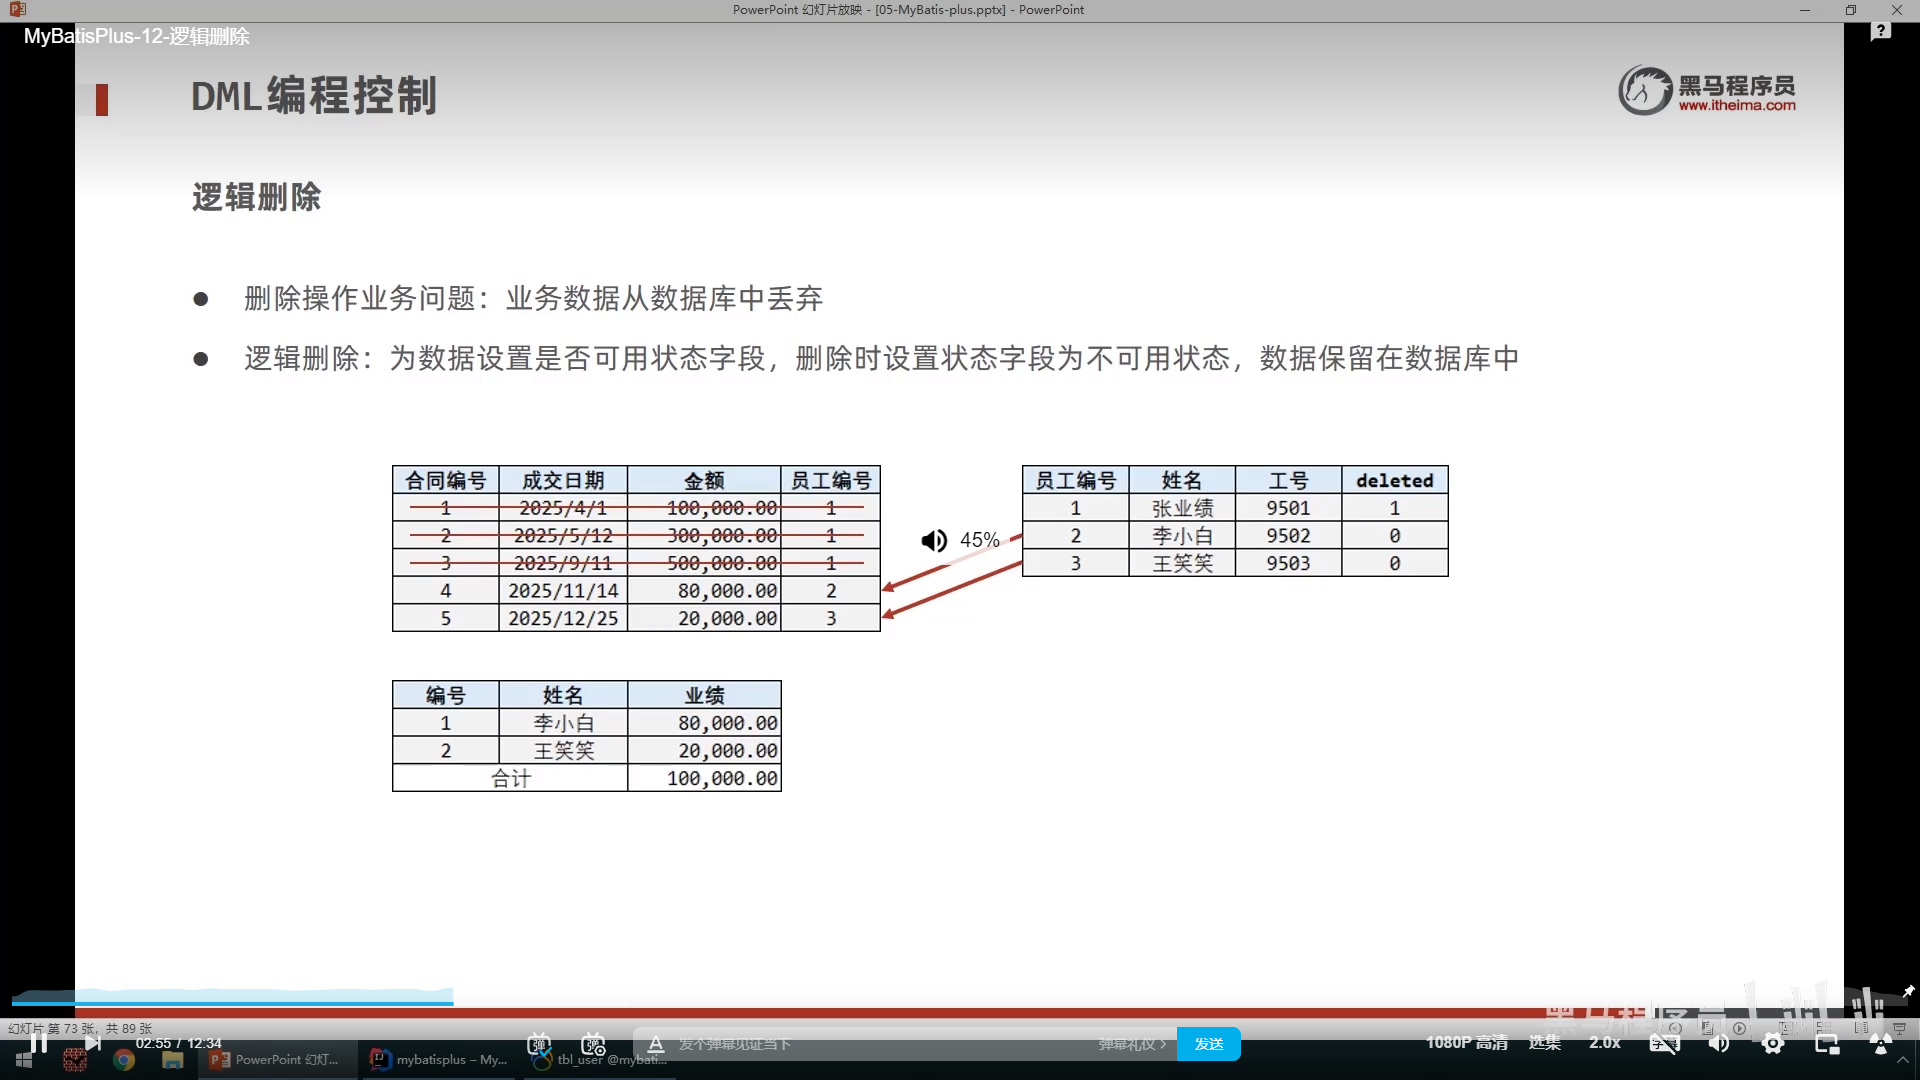 PowerPoint 幻灯片放映 - [05-MyBatis-plus.pptx] - PowerPoint
MyBatisPlus-12-逻辑删除
DML编程控制
黑马程序员
www.itheima.com
逻辑删除
删除操作业务问题：业务数据从数据库中丢弃
逻辑删除：为数据设置是否可用状态字段，删除时设置状态字段为不可用状态，数据保留在数据库中
合同编号 成交日期 金额 员工编号
1 2025/4/1 100,000.00 1
2 2025/5/12 300,000.00 1
3 2025/9/11 500,000.00 1
4 2025/11/14 80,000.00 2
5 2025/12/25 20,000.00 3
45%
员工编号 姓名 工号 deleted
1 张业绩 9501 1
2 李小白 9502 0
3 王笑笑 9503 0
编号 姓名 业绩
1 李小白 80,000.00
2 王笑笑 20,000.00
合计 100,000.00
幻灯片 第 73 张，共 89 张
黑马程序员
02:55 / 12:34
弹
弹
发个弹幕见证当下
弹幕礼仪 >
发送
1080P 高清
选集
2.0x
PowerPoint 幻灯...
mybatisplus – My...
tbl_user @mybati...